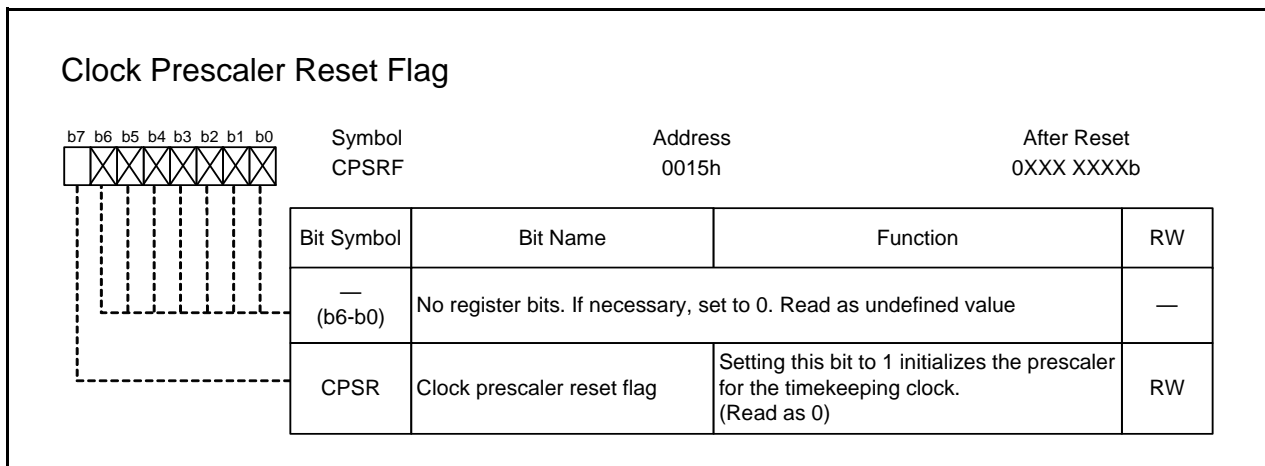 Clock Prescaler Reset Flag
b7 b6 b5 b4 b3 b2 b1 b0
Symbol Address After Reset
CPSRF 0015h 0XXX XXXXb
Bit Symbol Bit Name Function RW
—
(b6-b0)
No register bits. If necessary, set to 0. Read as undefined value
—
CPSR
Clock prescaler reset flag
Setting this bit to 1 initializes the prescaler
for the timekeeping clock.
(Read as 0)
RW